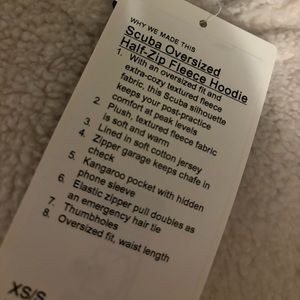 WHY WE MADE THIS
Scuba Oversized
Half-Zip Fleece Hoodie
1. With an oversized fit and
extra-cozy textured fleece
fabric, this Scuba silhouette
keeps your post-practice
comfort at peak levels
2. Plush, textured fleece fabric
is soft and warm
3. Lined in soft cotton jersey
4. Zipper garage keeps chafe in
check
5. Kangaroo pocket with hidden
phone sleeve
6. Elastic zipper pull doubles as
an emergency hair tie
7. Thumbholes
8. Oversized fit, waist length
XS/S